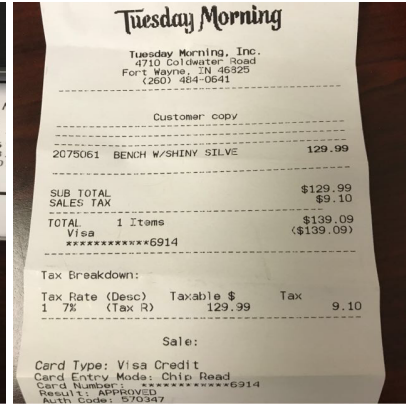 Tuesday Morning
Tuesday Morning, Inc.
4710 Coldwater Road
Fort Wayne, IN 46825
(260) 484-0641
Customer copy
2075061 BENCH W/SHINY SILVE 129.99
SUB TOTAL $129.99
SALES TAX $9.10
TOTAL 1 Items $139.09
Visa ($139.09)
************6914
Tax Breakdown:
Tax Rate (Desc) Taxable $ Tax
1 7% (Tax R) 129.99 9.10
Sale:
Card Type: Visa Credit
Card Entry Mode: Chip Read
Card Number: ************6914
Result: APPROVED
Auth Code: 570347